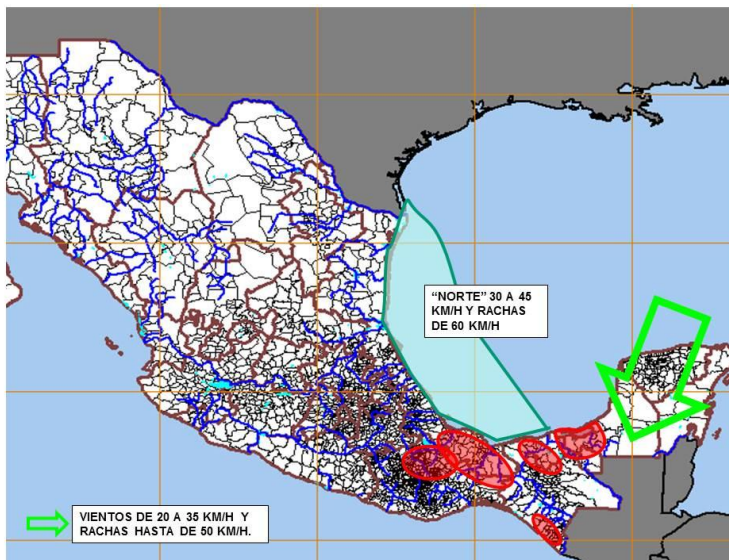 “NORTE” 30 A 45
KM/H Y RACHAS
DE 60 KM/H
VIENTOS DE 20 A 35 KM/H Y
RACHAS HASTA DE 50 KM/H.